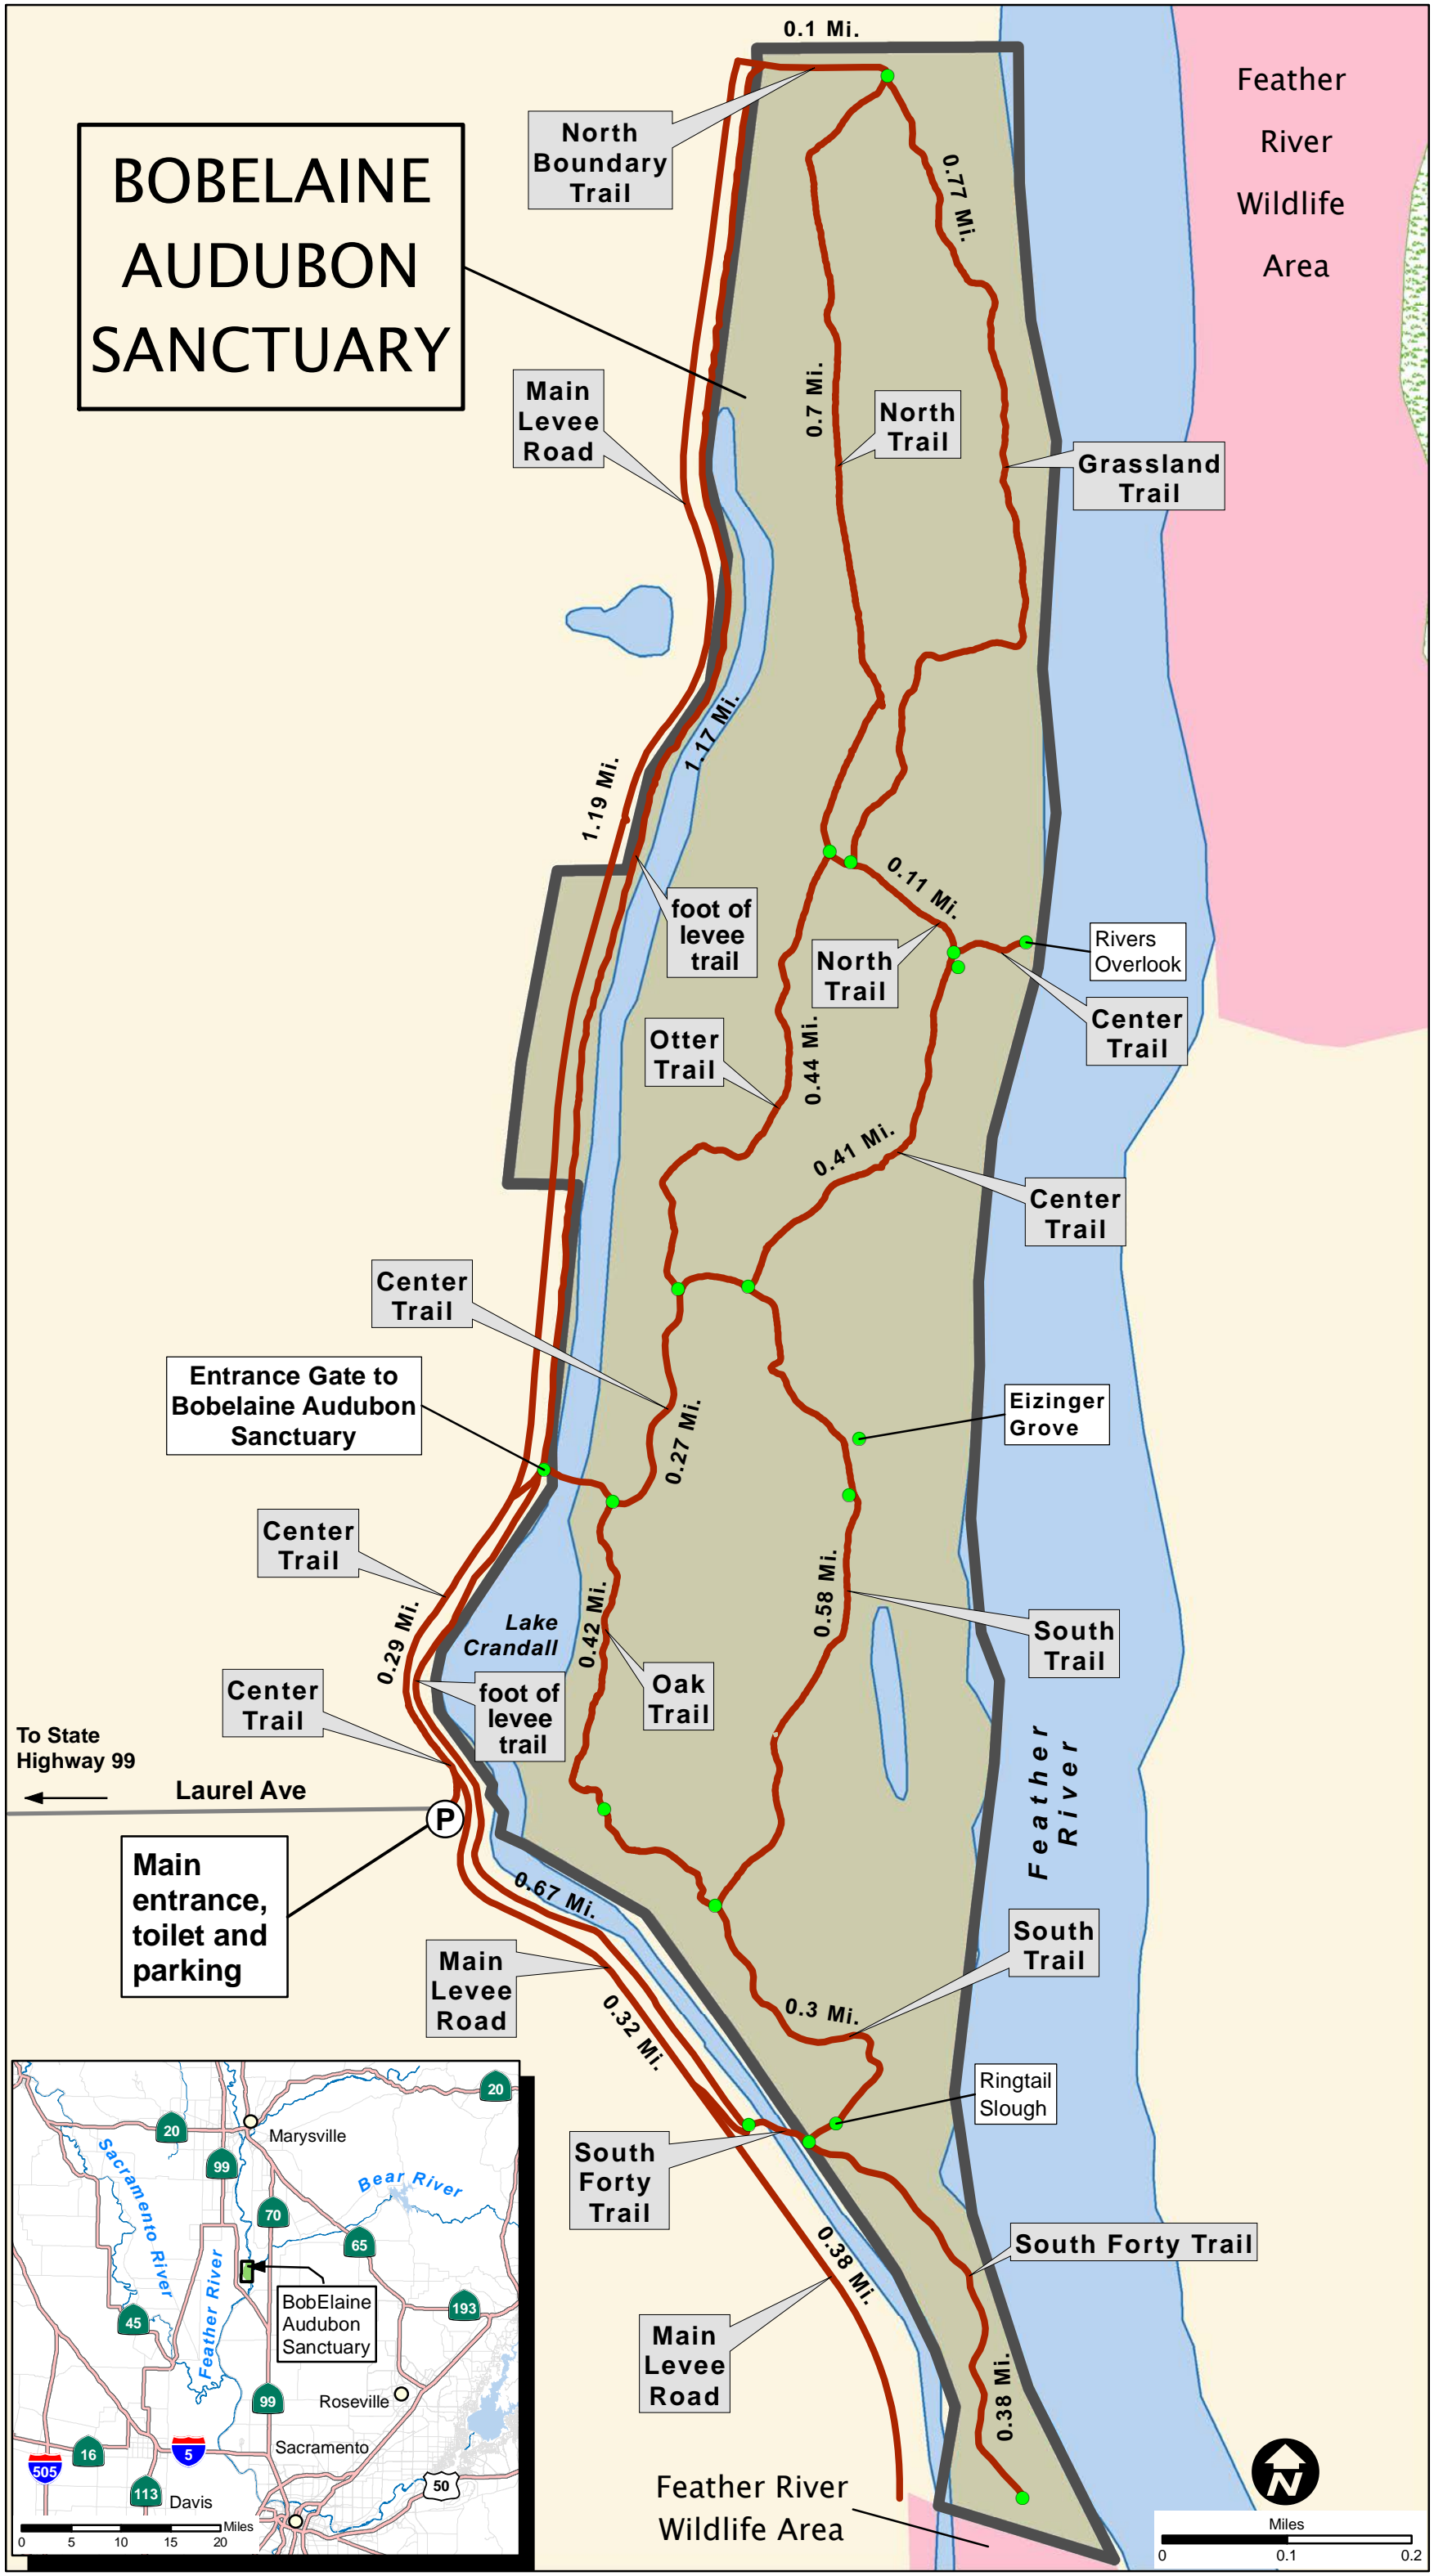 0.1 Mi.
Feather
River
Wildlife
Area
North
Boundary
Trail
BOBELAINE
AUDUBON
SANCTUARY
0.77 Mi.
Main
Levee
Road
0.7 Mi.
North
Trail
Grassland
Trail
1.17 Mi.
1.19 Mi.
foot of
levee
trail
0.11 Mi.
North
Trail
Rivers
Overlook
Center
Trail
Otter
Trail
0.44 Mi.
0.41 Mi.
Center
Trail
Center
Trail
Entrance Gate to
Bobelaine Audubon
Sanctuary
Eizinger
Grove
0.27 Mi.
Center
Trail
0.29 Mi.
Lake
Crandall
0.42 Mi.
0.58 Mi.
South
Trail
Center
Trail
foot of
levee
trail
Oak
Trail
To State
Highway 99
Laurel Ave
P
Feather
River
Main
entrance,
toilet and
parking
0.67 Mi.
Main
Levee
Road
South
Trail
0.3 Mi.
0.32 Mi.
Ringtail
Slough
South
Forty
Trail
South Forty Trail
0.38 Mi.
Main
Levee
Road
0.38 Mi.
Feather River
Wildlife Area
N
Miles
0 0.1 0.2
20
20
Marysville
99
Sacramento River
Bear River
70
65
Feather River
BobElaine
Audubon
Sanctuary
193
45
99
Roseville
Sacramento
16
5
505
50
113
Davis
Miles
0 5 10 15 20